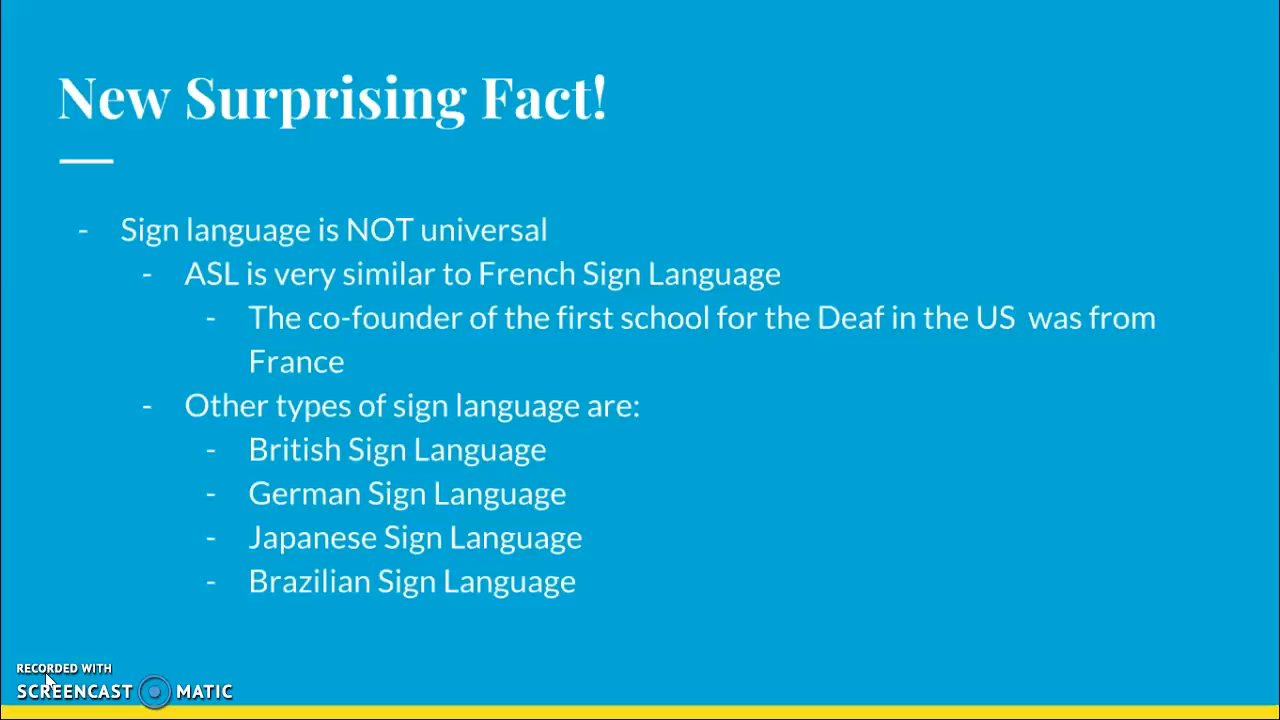 New Surprising Fact!
- Sign language is NOT universal
- ASL is very similar to French Sign Language
- The co-founder of the first school for the Deaf in the US  was from
France
- Other types of sign language are:
- British Sign Language
- German Sign Language
- Japanese Sign Language
- Brazilian Sign Language
RECORDED WITH
SCREENCAST MATIC